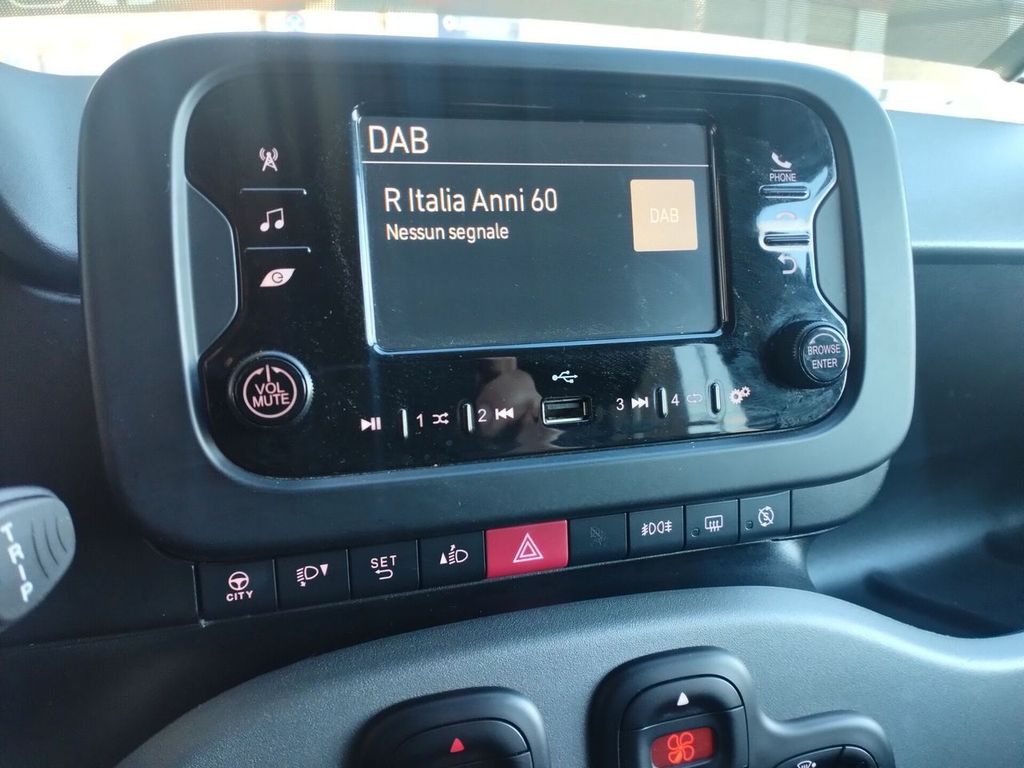 DAB
R Italia Anni 60
Nessun segnale
DAB
PHONE
VOL
MUTE
BROWSE
ENTER
1
2
3
4
CITY
SET
TRIP